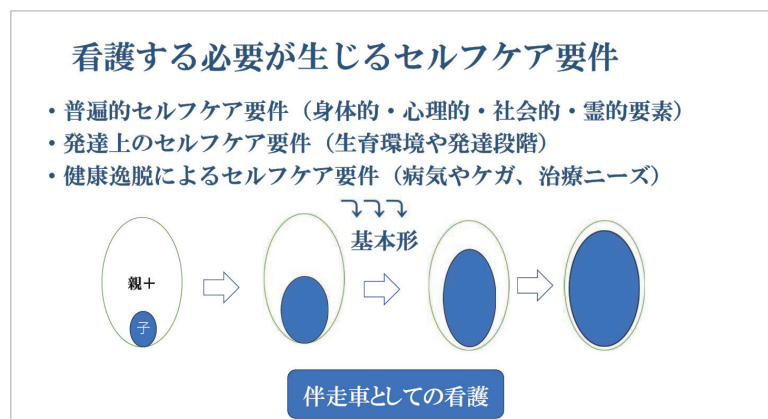 看護する必要が生じるセルフケア要件
・普遍的セルフケア要件（身体的・心理的・社会的・霊的要素）
・発達上のセルフケア要件（生育環境や発達段階）
・健康逸脱によるセルフケア要件（病気やケガ、治療ニーズ）
基本形
親＋
子
伴走車としての看護